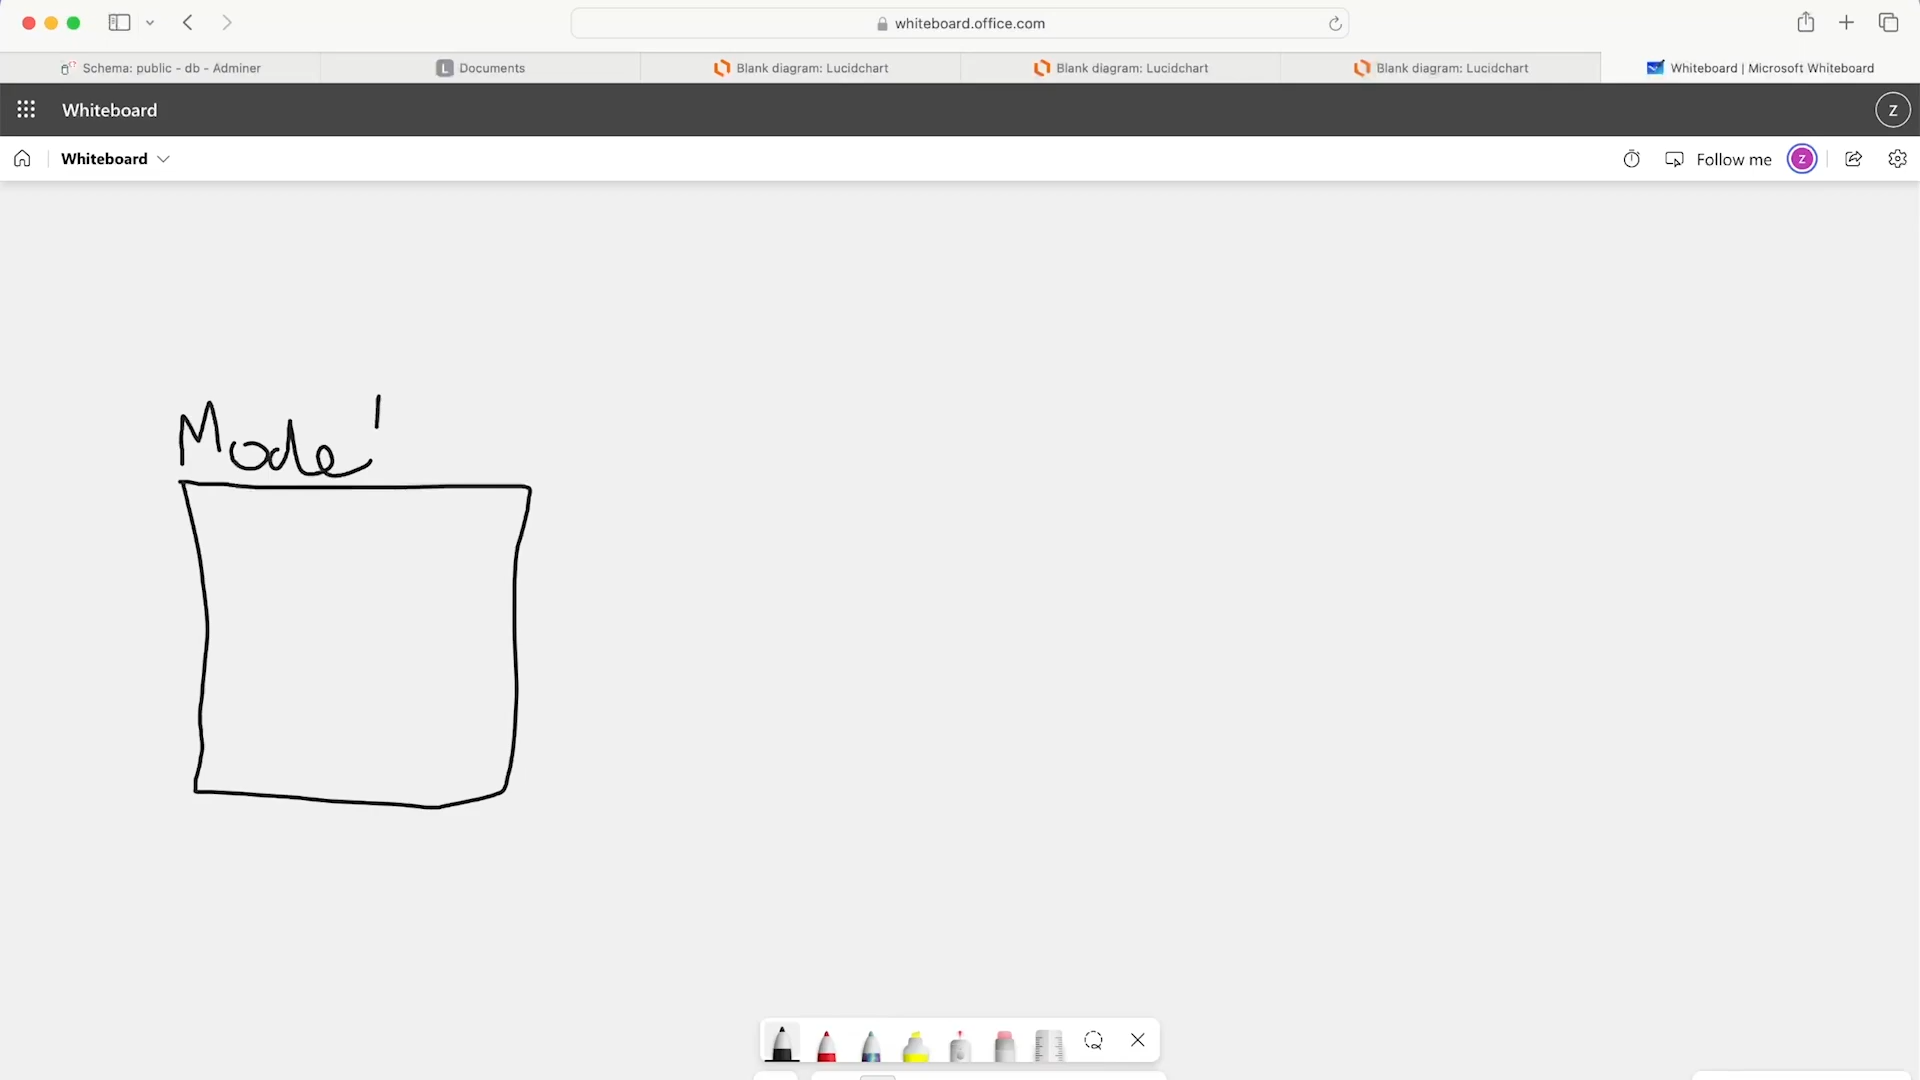 whiteboard.office.com
Schema: public - db - Adminer
L Documents
Blank diagram: Lucidchart
Blank diagram: Lucidchart
Blank diagram: Lucidchart
Whiteboard | Microsoft Whiteboard
Whiteboard
Z
Whiteboard
Follow me
Z
Mode'